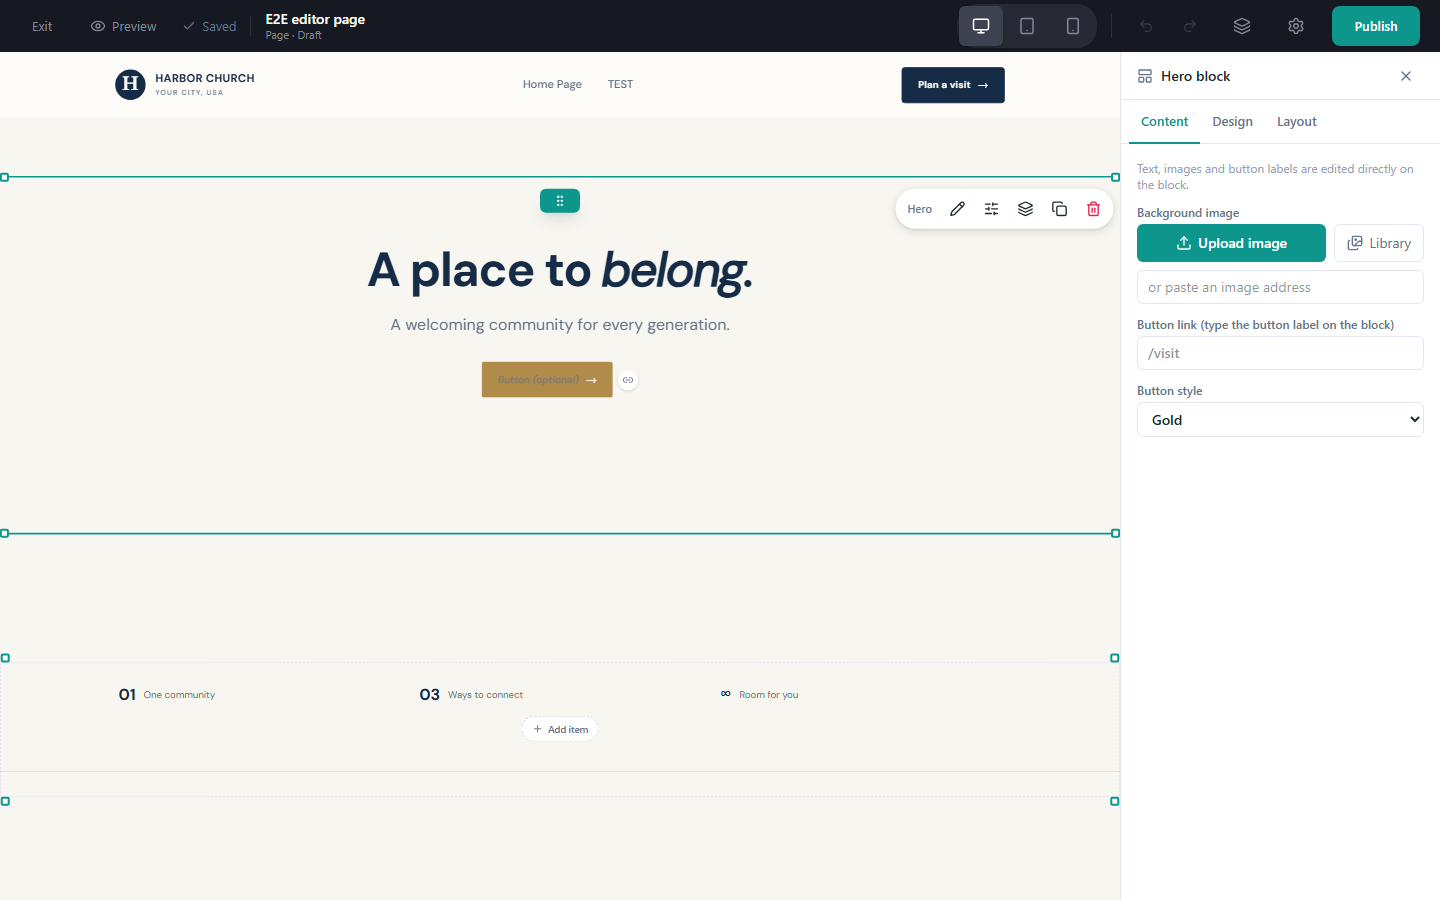 Exit
Preview
Saved
E2E editor page
Page · Draft
Publish
H
HARBOR CHURCH
YOUR CITY, USA
Home Page
TEST
Plan a visit →
Hero
A place to belong.
A welcoming community for every generation.
Button (optional) →
01 One community
03 Ways to connect
∞ Room for you
+ Add item
Hero block
Content
Design
Layout
Text, images and button labels are edited directly on
the block.
Background image
Upload image
Library
or paste an image address
Button link (type the button label on the block)
/visit
Button style
Gold